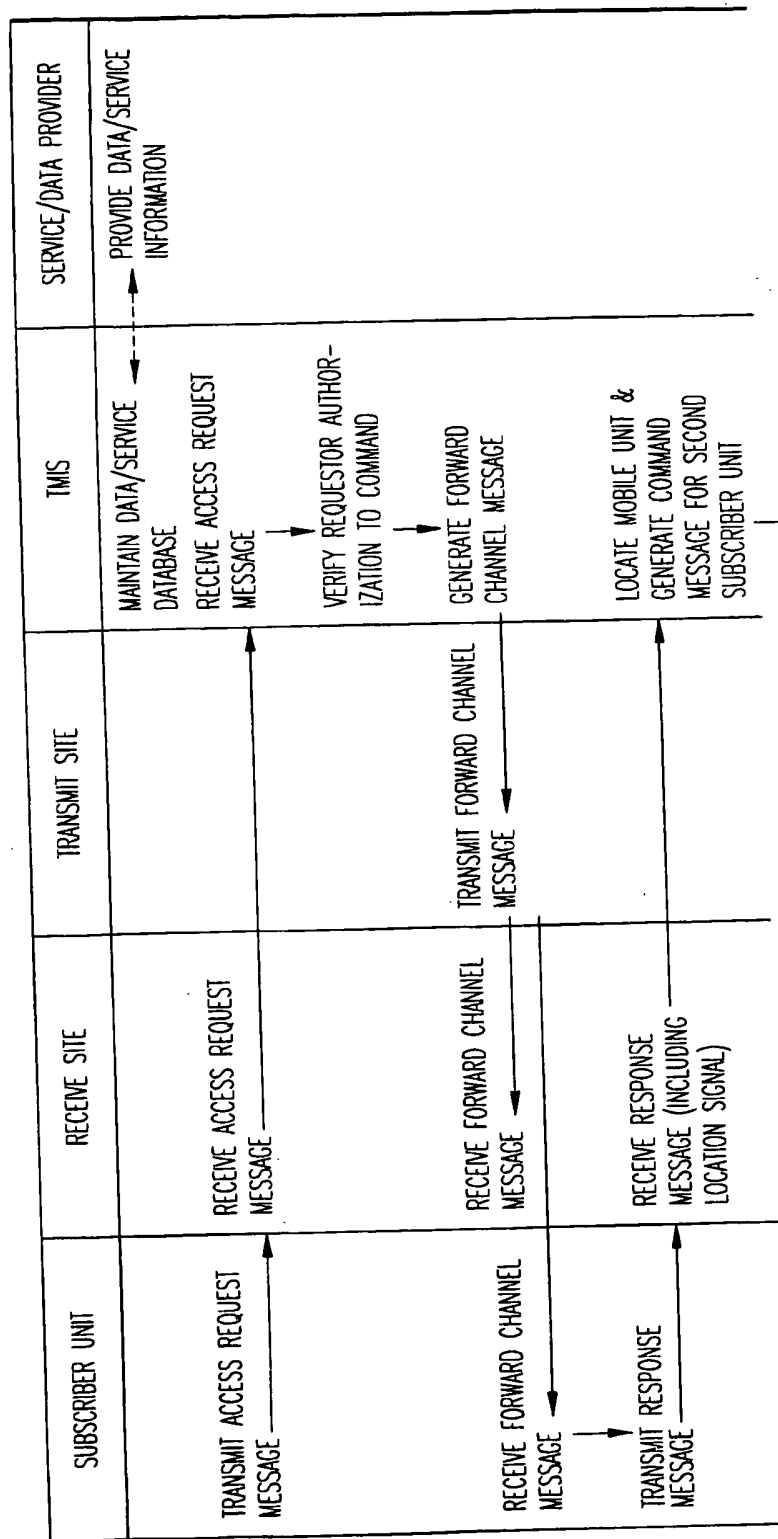 SUBSCRIBER UNIT
RECEIVE SITE
TRANSMIT SITE
TMIS
SERVICE/DATA PROVIDER
MAINTAIN DATA/SERVICE
DATABASE
PROVIDE DATA/SERVICE
INFORMATION
TRANSMIT ACCESS REQUEST
MESSAGE
RECEIVE ACCESS REQUEST
MESSAGE
RECEIVE ACCESS REQUEST
MESSAGE
VERIFY REQUESTOR AUTHOR-
IZATION TO COMMAND
GENERATE FORWARD
CHANNEL MESSAGE
TRANSMIT FORWARD CHANNEL
MESSAGE
RECEIVE FORWARD CHANNEL
MESSAGE
RECEIVE FORWARD CHANNEL
MESSAGE
TRANSMIT RESPONSE
MESSAGE
RECEIVE RESPONSE
MESSAGE (INCLUDING
LOCATION SIGNAL)
LOCATE MOBILE UNIT &
GENERATE COMMAND
MESSAGE FOR SECOND
SUBSCRIBER UNIT